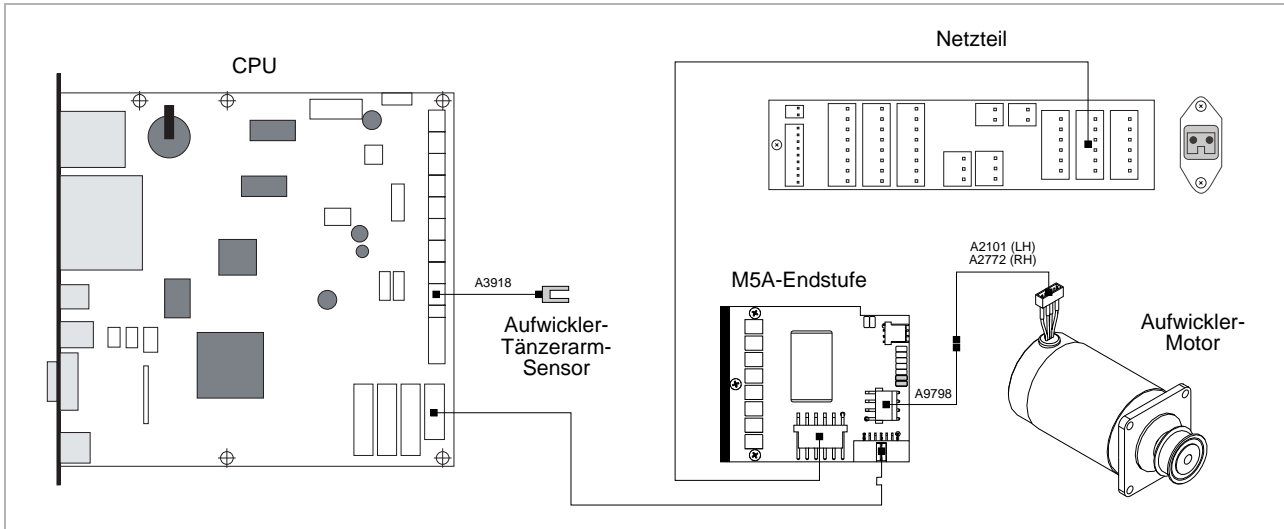 Netzteil
CPU
A2101 (LH)
A2772 (RH)
M5A-Endstufe
A3918
Aufwickler-
Tänzerarm-
Sensor
Aufwickler-
Motor
A9798